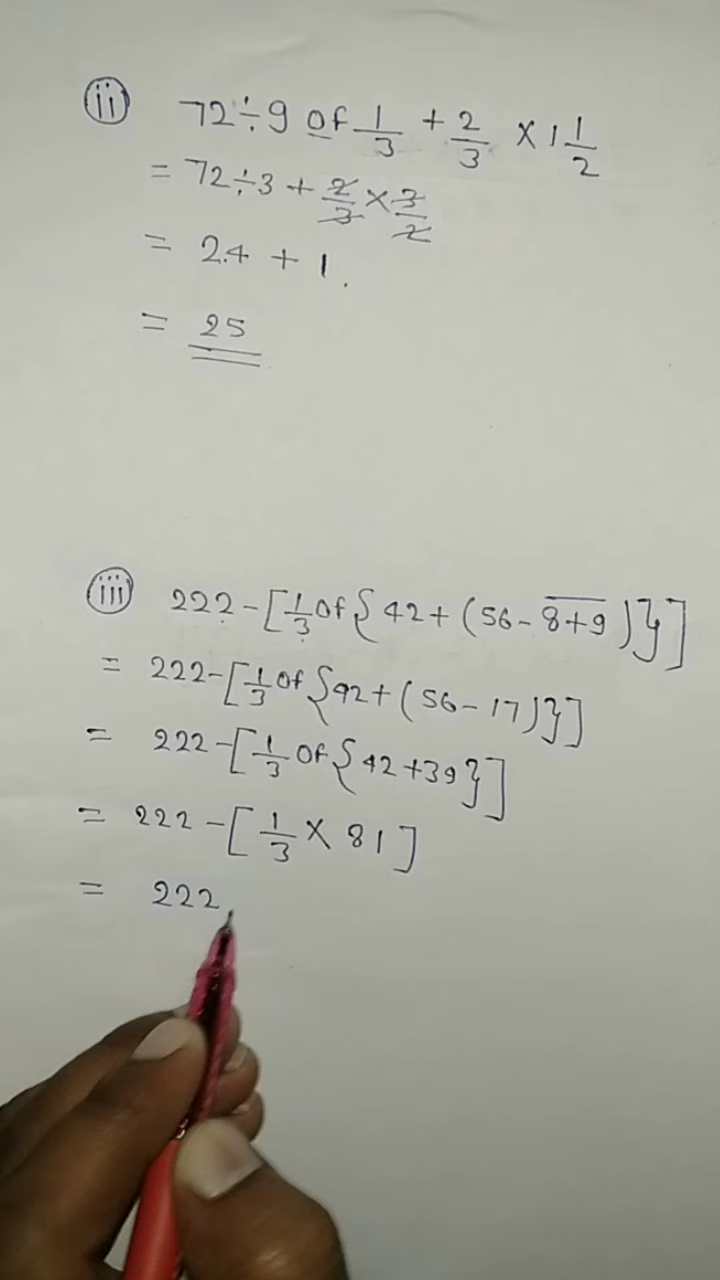 (ii) 72÷9 of 1/3 + 2/3 × 1 1/2
= 72÷3 + 2/3 × 3/2
= 24 + 1.
= 25
(iii) 222-[1/3 of {42+(56-8+9)}]
= 222-[1/3 of {42+(56-17)}]
= 222-[1/3 of {42+39}]
= 222-[1/3 × 81]
= 222